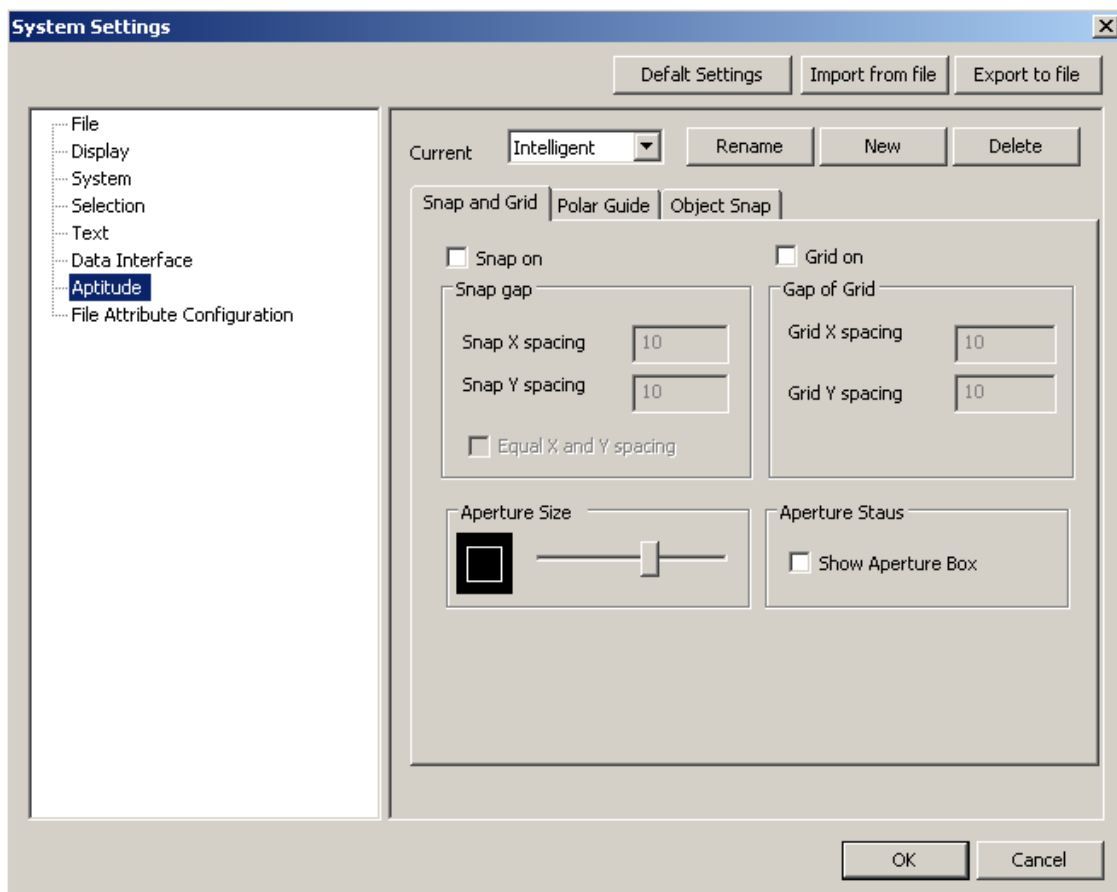 System Settings
Defalt Settings
Import from file
Export to file
File
Display
System
Selection
Text
Data Interface
Aptitude
File Attribute Configuration
Current
Intelligent
Rename
New
Delete
Snap and Grid
Polar Guide
Object Snap
Snap on
Grid on
Snap gap
Snap X spacing
10
Snap Y spacing
10
Equal X and Y spacing
Gap of Grid
Grid X spacing
10
Grid Y spacing
10
Aperture Size
Aperture Staus
Show Aperture Box
OK
Cancel